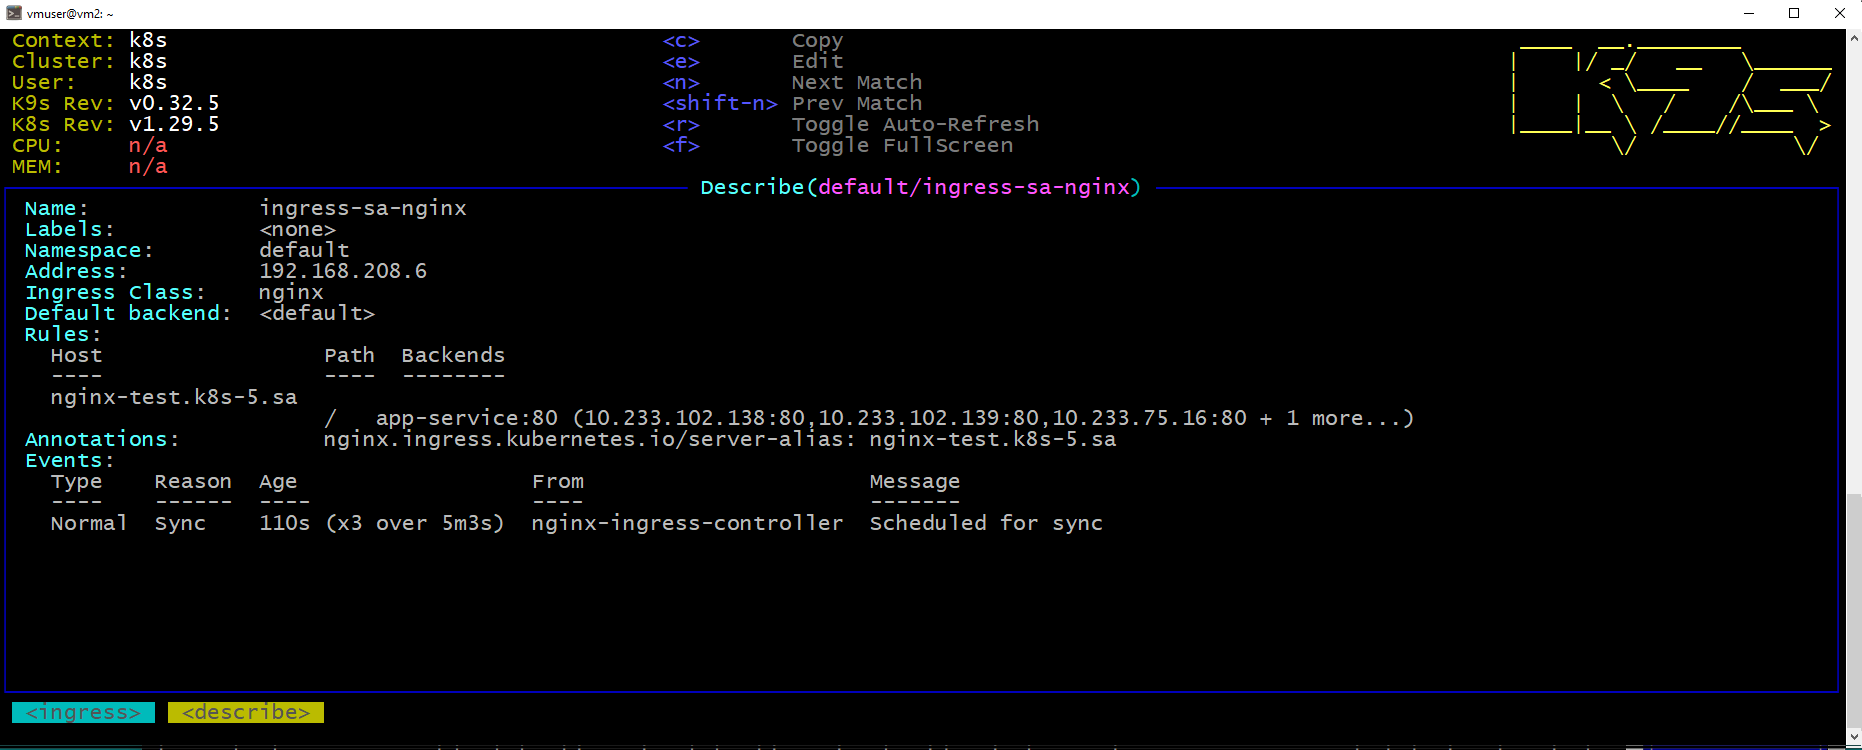 vmuser@vm2: ~
Context: k8s <c> Copy
Cluster: k8s <e> Edit
User: k8s <n> Next Match
K9s Rev: v0.32.5 <shift-n> Prev Match
K8s Rev: v1.29.5 <r> Toggle Auto-Refresh
CPU: n/a <f> Toggle FullScreen
MEM: n/a
Describe(default/ingress-sa-nginx)
Name: ingress-sa-nginx
Labels: <none>
Namespace: default
Address: 192.168.208.6
Ingress Class: nginx
Default backend: <default>
Rules:
Host Path Backends
---- ---- --------
nginx-test.k8s-5.sa
/ app-service:80 (10.233.102.138:80,10.233.102.139:80,10.233.75.16:80 + 1 more...)
Annotations: nginx.ingress.kubernetes.io/server-alias: nginx-test.k8s-5.sa
Events:
Type Reason Age From Message
---- ------ ---- ---- -------
Normal Sync 110s (x3 over 5m3s) nginx-ingress-controller Scheduled for sync
<ingress> <describe>